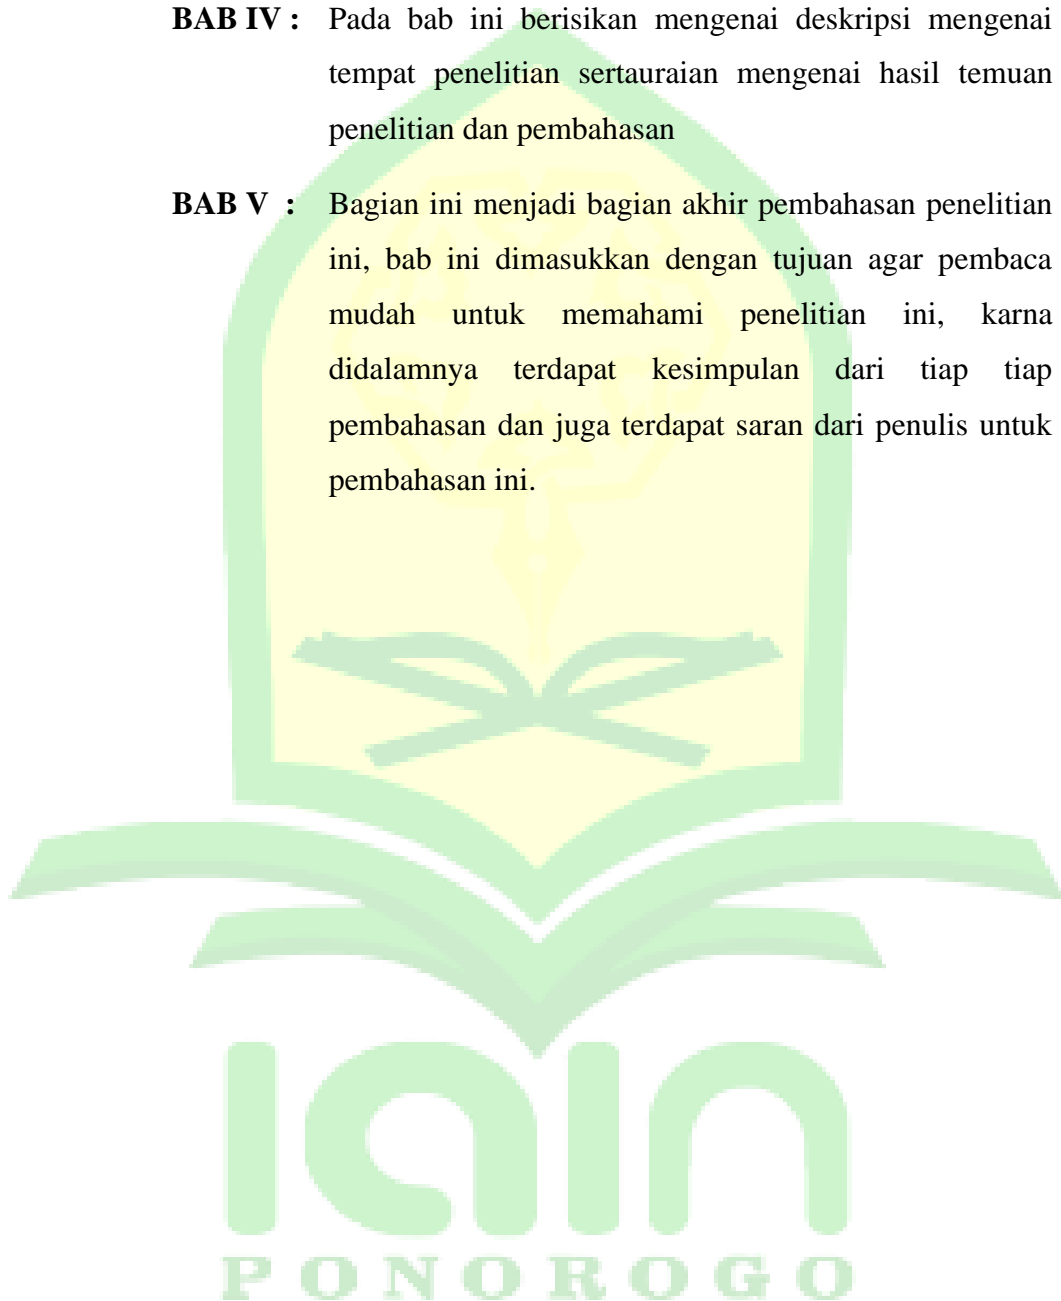 BAB IV : Pada bab ini berisikan mengenai deskripsi mengenai
tempat penelitian sertauraian mengenai hasil temuan
penelitian dan pembahasan
BAB V : Bagian ini menjadi bagian akhir pembahasan penelitian
ini, bab ini dimasukkan dengan tujuan agar pembaca
mudah untuk memahami penelitian ini, karna
didalamnya terdapat kesimpulan dari tiap tiap
pembahasan dan juga terdapat saran dari penulis untuk
pembahasan ini.
iain
PONOROGO